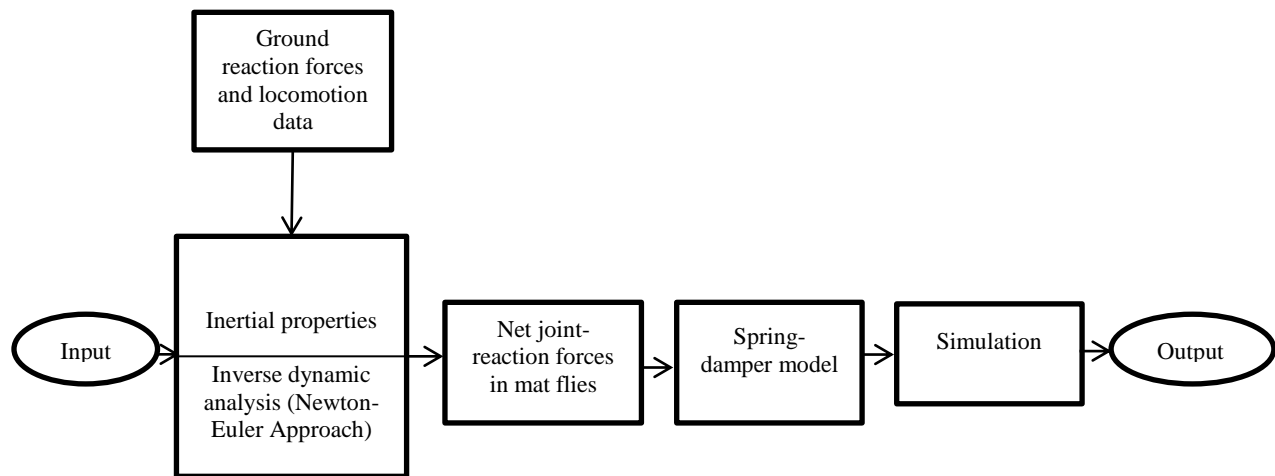 Ground
reaction forces
and locomotion
data
Input
Inertial properties
Inverse dynamic
analysis (Newton-
Euler Approach)
Net joint-
reaction forces
in mat flies
Spring-
damper model
Simulation
Output